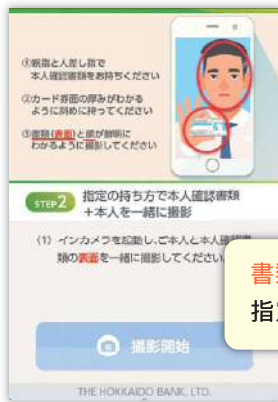 ①親指と人差し指で
本人確認書類をお持ちください
②カード券面の厚みがわかる
ように斜めに持ってください
③書類(表面)と顔が鮮明に
わかるように撮影してください
STEP2 指定の持ち方で本人確認書類
+本人を一緒に撮影
(1) インカメラを起動し、ご本人と本人確認書
類の表面を一緒に撮影してください。
書類
指定
撮影開始
THE HOKKAIDO BANK, LTD.